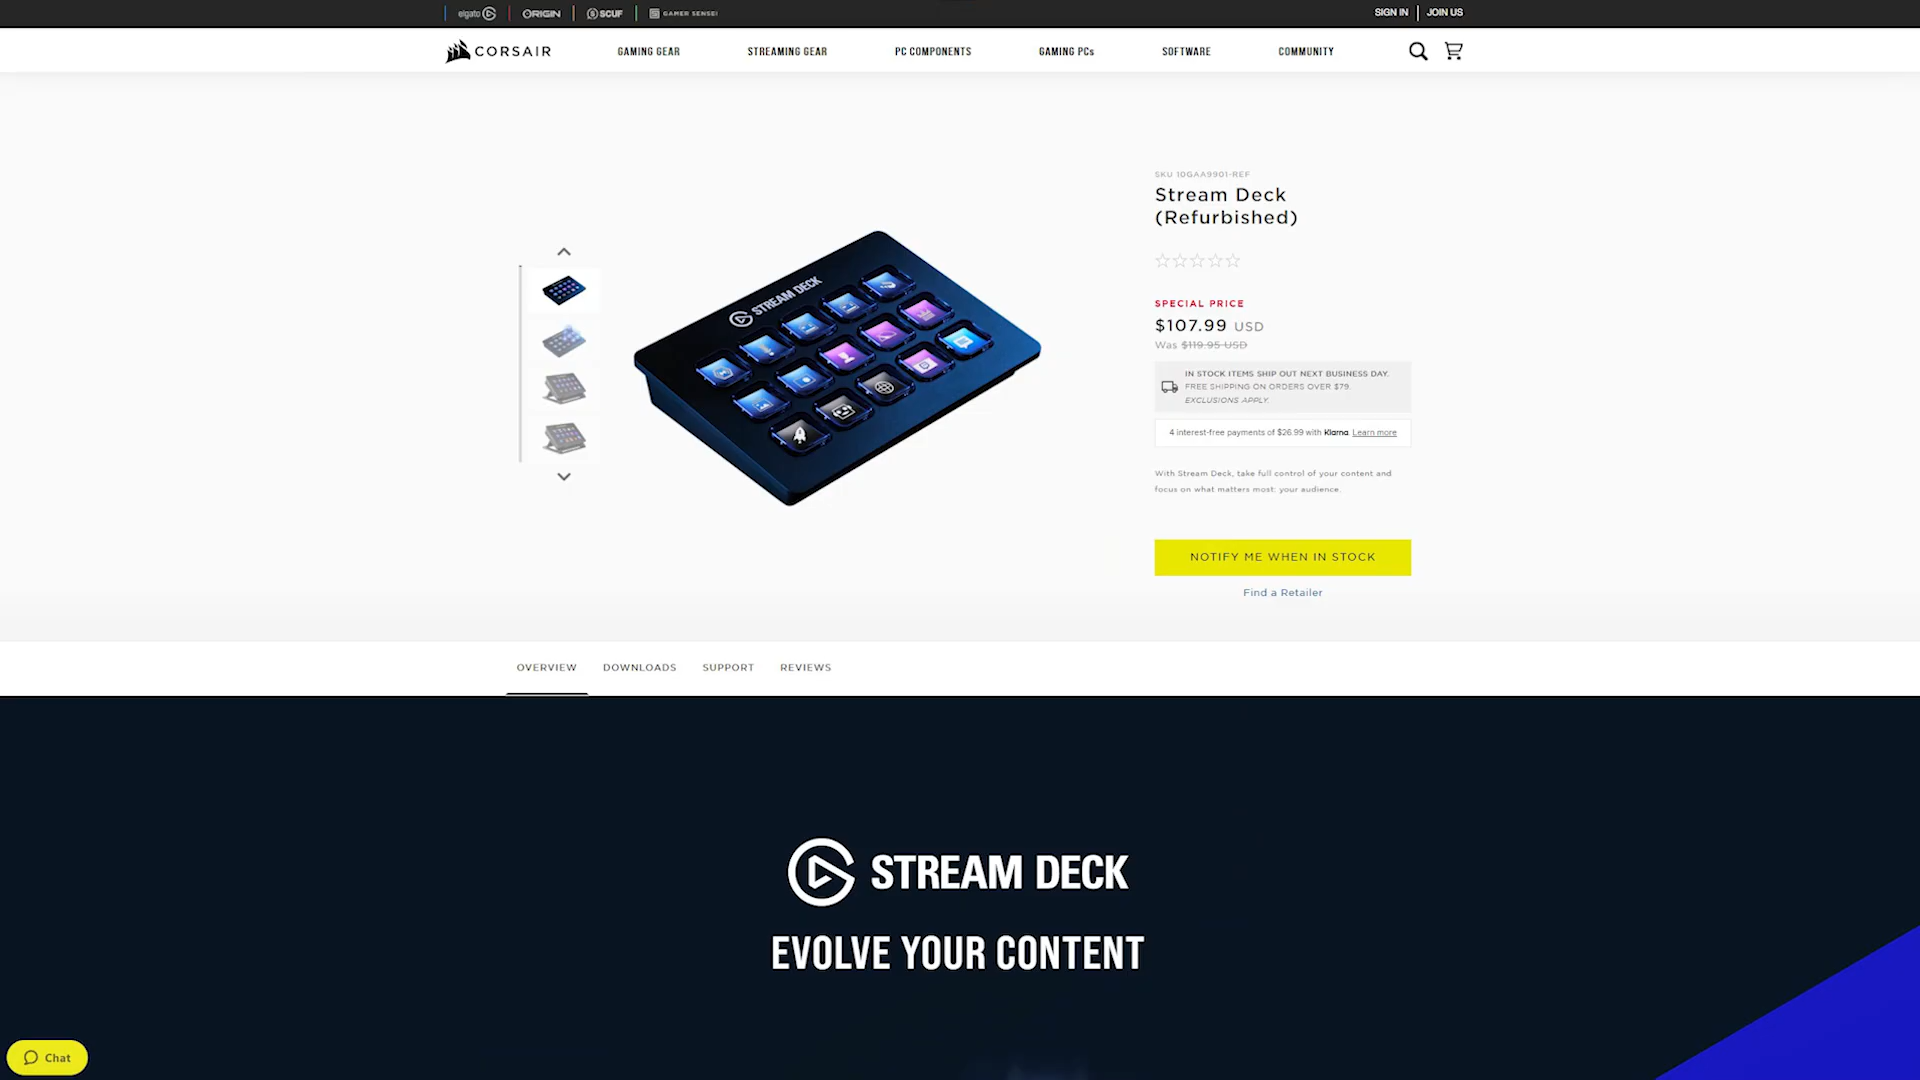 elgato
ORIGIN
SCUF
GAMER SENSEI
SIGN IN
JOIN US
CORSAIR
GAMING GEAR
STREAMING GEAR
PC COMPONENTS
GAMING PCs
SOFTWARE
COMMUNITY
SKU 10GAA9901-REF
Stream Deck
(Refurbished)
STREAM DECK
SPECIAL PRICE
$107.99 USD
Was $119.95 USD
IN STOCK ITEMS SHIP OUT NEXT BUSINESS DAY.
FREE SHIPPING ON ORDERS OVER $79.
EXCLUSIONS APPLY.
4 interest-free payments of $26.99 with Klarna. Learn more
With Stream Deck, take full control of your content and
focus on what matters most: your audience.
NOTIFY ME WHEN IN STOCK
Find a Retailer
OVERVIEW
DOWNLOADS
SUPPORT
REVIEWS
STREAM DECK
EVOLVE YOUR CONTENT
Chat